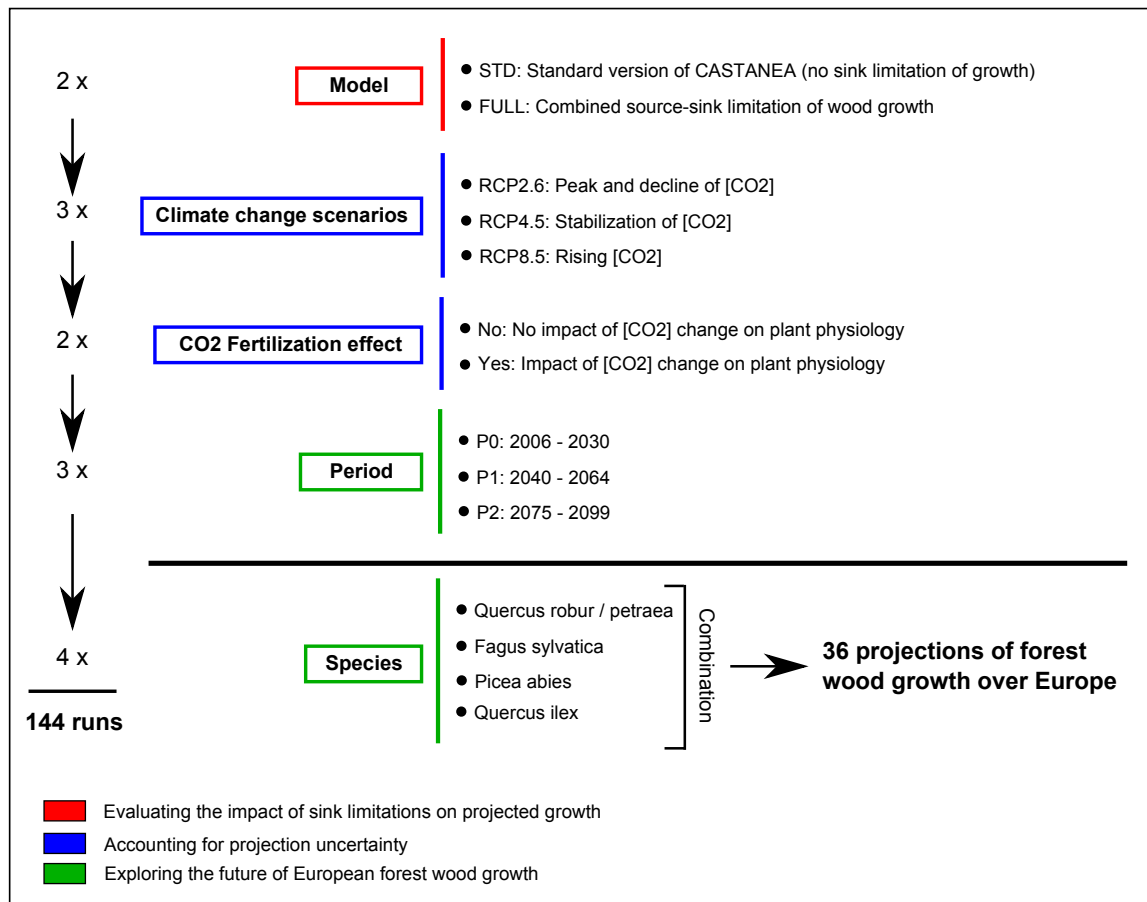 2 x
Model
● STD: Standard version of CASTANEA (no sink limitation of growth)
● FULL: Combined source-sink limitation of wood growth
3 x
Climate change scenarios
● RCP2.6: Peak and decline of [CO2]
● RCP4.5: Stabilization of [CO2]
● RCP8.5: Rising [CO2]
2 x
CO2 Fertilization effect
● No: No impact of [CO2] change on plant physiology
● Yes: Impact of [CO2] change on plant physiology
3 x
Period
● P0: 2006 - 2030
● P1: 2040 - 2064
● P2: 2075 - 2099
4 x
Species
● Quercus robur / petraea
● Fagus sylvatica
● Picea abies
● Quercus ilex
Combination
36 projections of forest
wood growth over Europe
144 runs
Evaluating the impact of sink limitations on projected growth
Accounting for projection uncertainty
Exploring the future of European forest wood growth